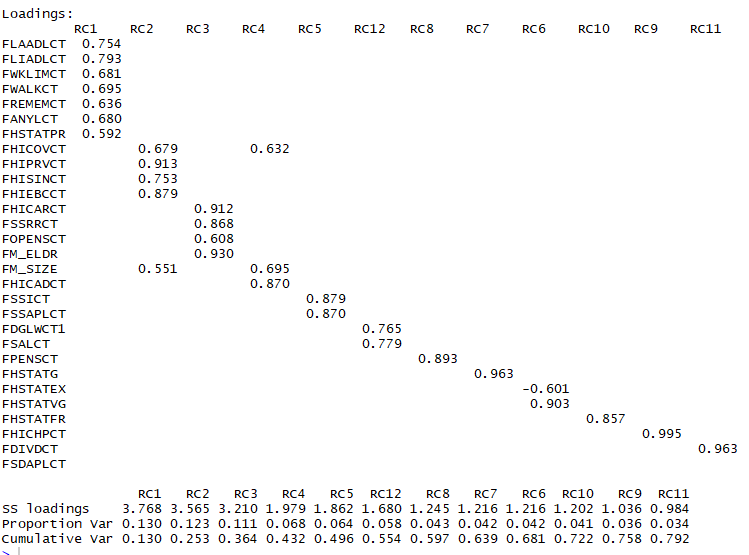 Loadings:
         RC1    RC2    RC3    RC4    RC5    RC12   RC8    RC7    RC6    RC10   RC9    RC11
FLAADLCT  0.754
FLIADLCT  0.793
FWKLIMCT  0.681
FWALKCT   0.695
FREMEMCT  0.636
FANYLCT   0.680
FHSTATPR  0.592
FHICOVCT         0.679         0.632
FHIPRVCT         0.913
FHISINCT         0.753
FHIEBCCT         0.879
FHICARCT                0.912
FSSRRCT                 0.868
FOPENSCT                0.608
FM_ELDR                 0.930
FM_SIZE          0.551         0.695
FHICADCT                       0.870
FSSICT                                0.879
FSSAPLCT                              0.870
FDGLWCT1                                     0.765
FSALCT                                       0.779
FPENSCT                                             0.893
FHSTATG                                                    0.963
FHSTATEX                                                         -0.601
FHSTATVG                                                          0.903
FHSTATFR                                                                 0.857
FHICHPCT                                                                        0.995
FDIVDCT                                                                                0.963
FSDAPLCT
                 RC1   RC2   RC3   RC4   RC5  RC12   RC8   RC7   RC6  RC10   RC9  RC11
SS loadings    3.768 3.565 3.210 1.979 1.862 1.680 1.245 1.216 1.216 1.202 1.036 0.984
Proportion Var 0.130 0.123 0.111 0.068 0.064 0.058 0.043 0.042 0.042 0.041 0.036 0.034
Cumulative Var 0.130 0.253 0.364 0.432 0.496 0.554 0.597 0.639 0.681 0.722 0.758 0.792
>